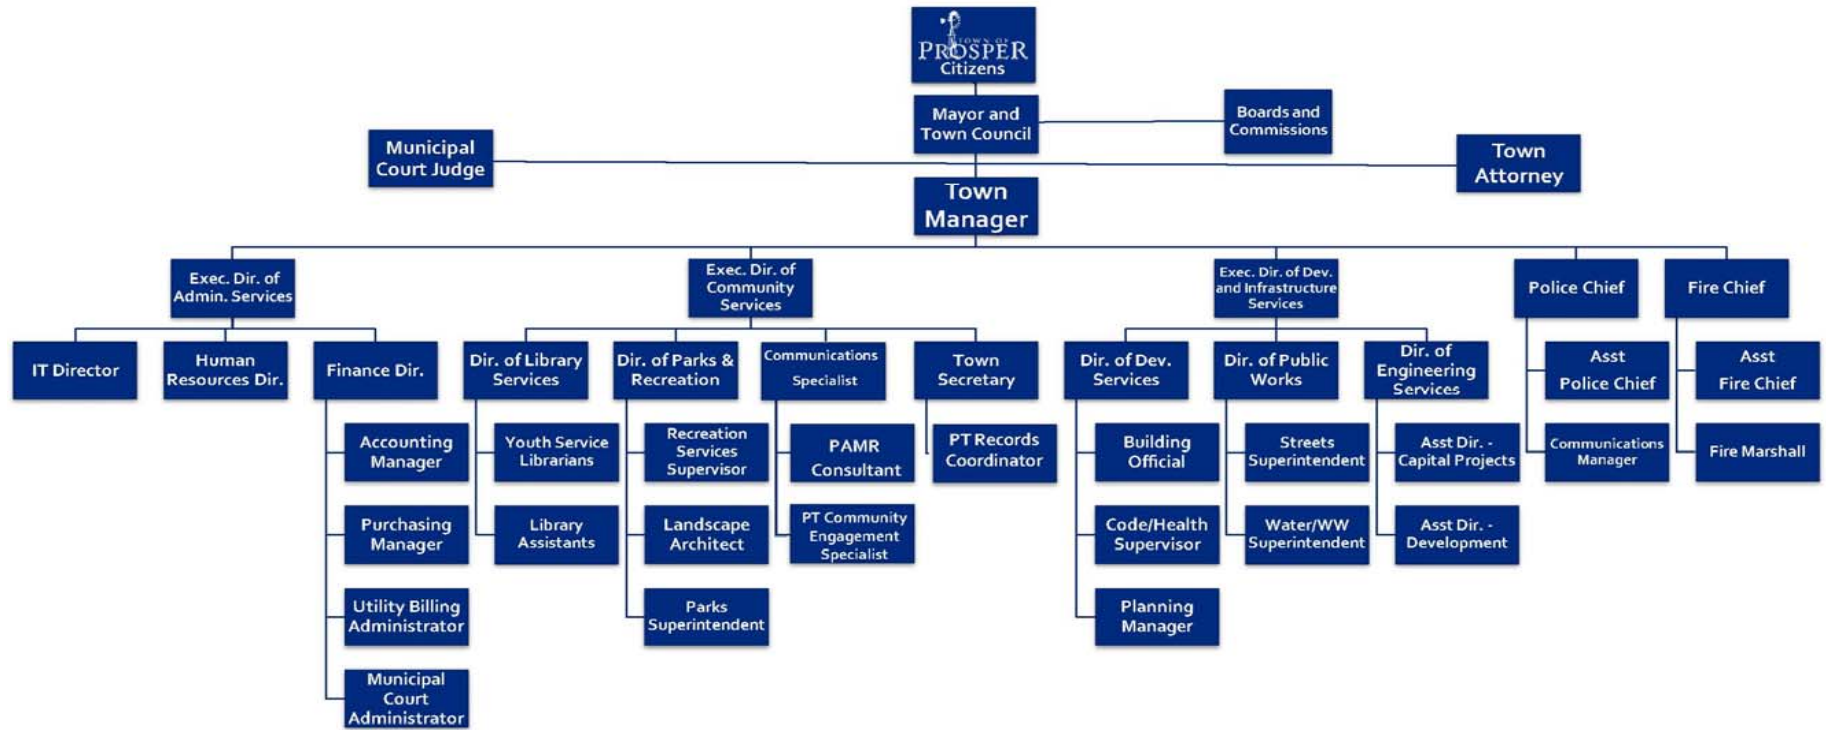 TOWN OF
PROSPER
Citizens
Mayor and
Town Council
Boards and
Commissions
Municipal
Court Judge
Town
Attorney
Town
Manager
Exec. Dir. of
Admin. Services
Exec. Dir. of
Community
Services
Exec. Dir. of Dev.
and Infrastructure
Services
Police Chief
Fire Chief
IT Director
Human
Resources Dir.
Finance Dir.
Dir. of Library
Services
Dir. of Parks &
Recreation
Communications
Specialist
Town
Secretary
Dir. of Dev.
Services
Dir. of Public
Works
Dir. of
Engineering
Services
Asst
Police Chief
Asst
Fire Chief
Accounting
Manager
Youth Service
Librarians
Recreation
Services
Supervisor
PAMR
Consultant
PT Records
Coordinator
Building
Official
Streets
Superintendent
Asst Dir. -
Capital Projects
Communications
Manager
Fire Marshall
Purchasing
Manager
Library
Assistants
Landscape
Architect
PT Community
Engagement
Specialist
Code/Health
Supervisor
Water/WW
Superintendent
Asst Dir. -
Development
Utility Billing
Administrator
Parks
Superintendent
Planning
Manager
Municipal
Court
Administrator